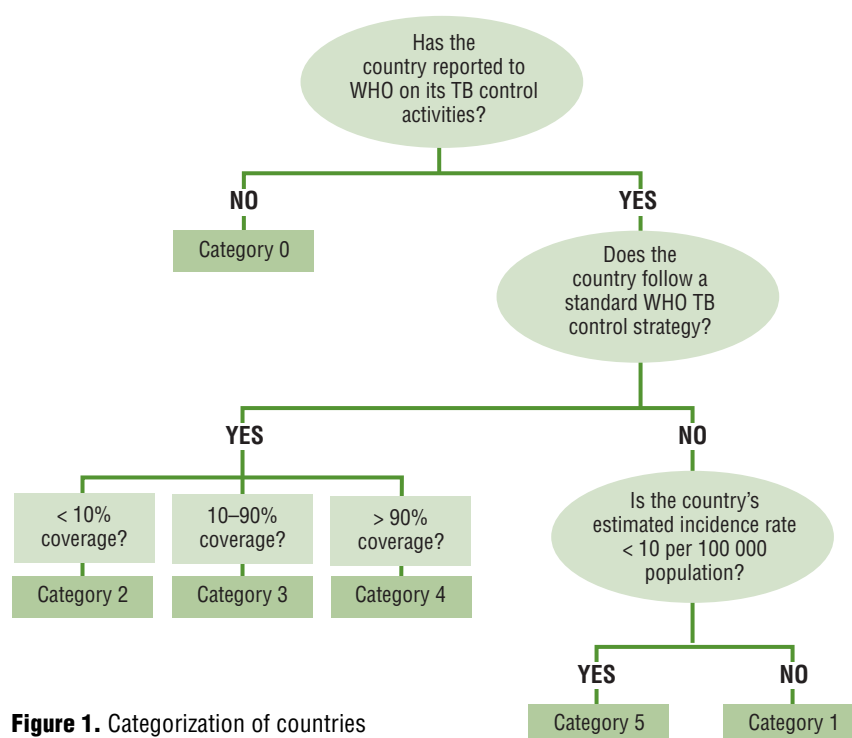 Has the
country reported to
WHO on its TB control
activities?
NO
YES
Category 0
Does the
country follow a
standard WHO TB
control strategy?
YES
NO
< 10%
coverage?
10–90%
coverage?
> 90%
coverage?
Is the country's
estimated incidence rate
< 10 per 100 000
population?
Category 2
Category 3
Category 4
YES
NO
Category 5
Category 1
Figure 1. Categorization of countries